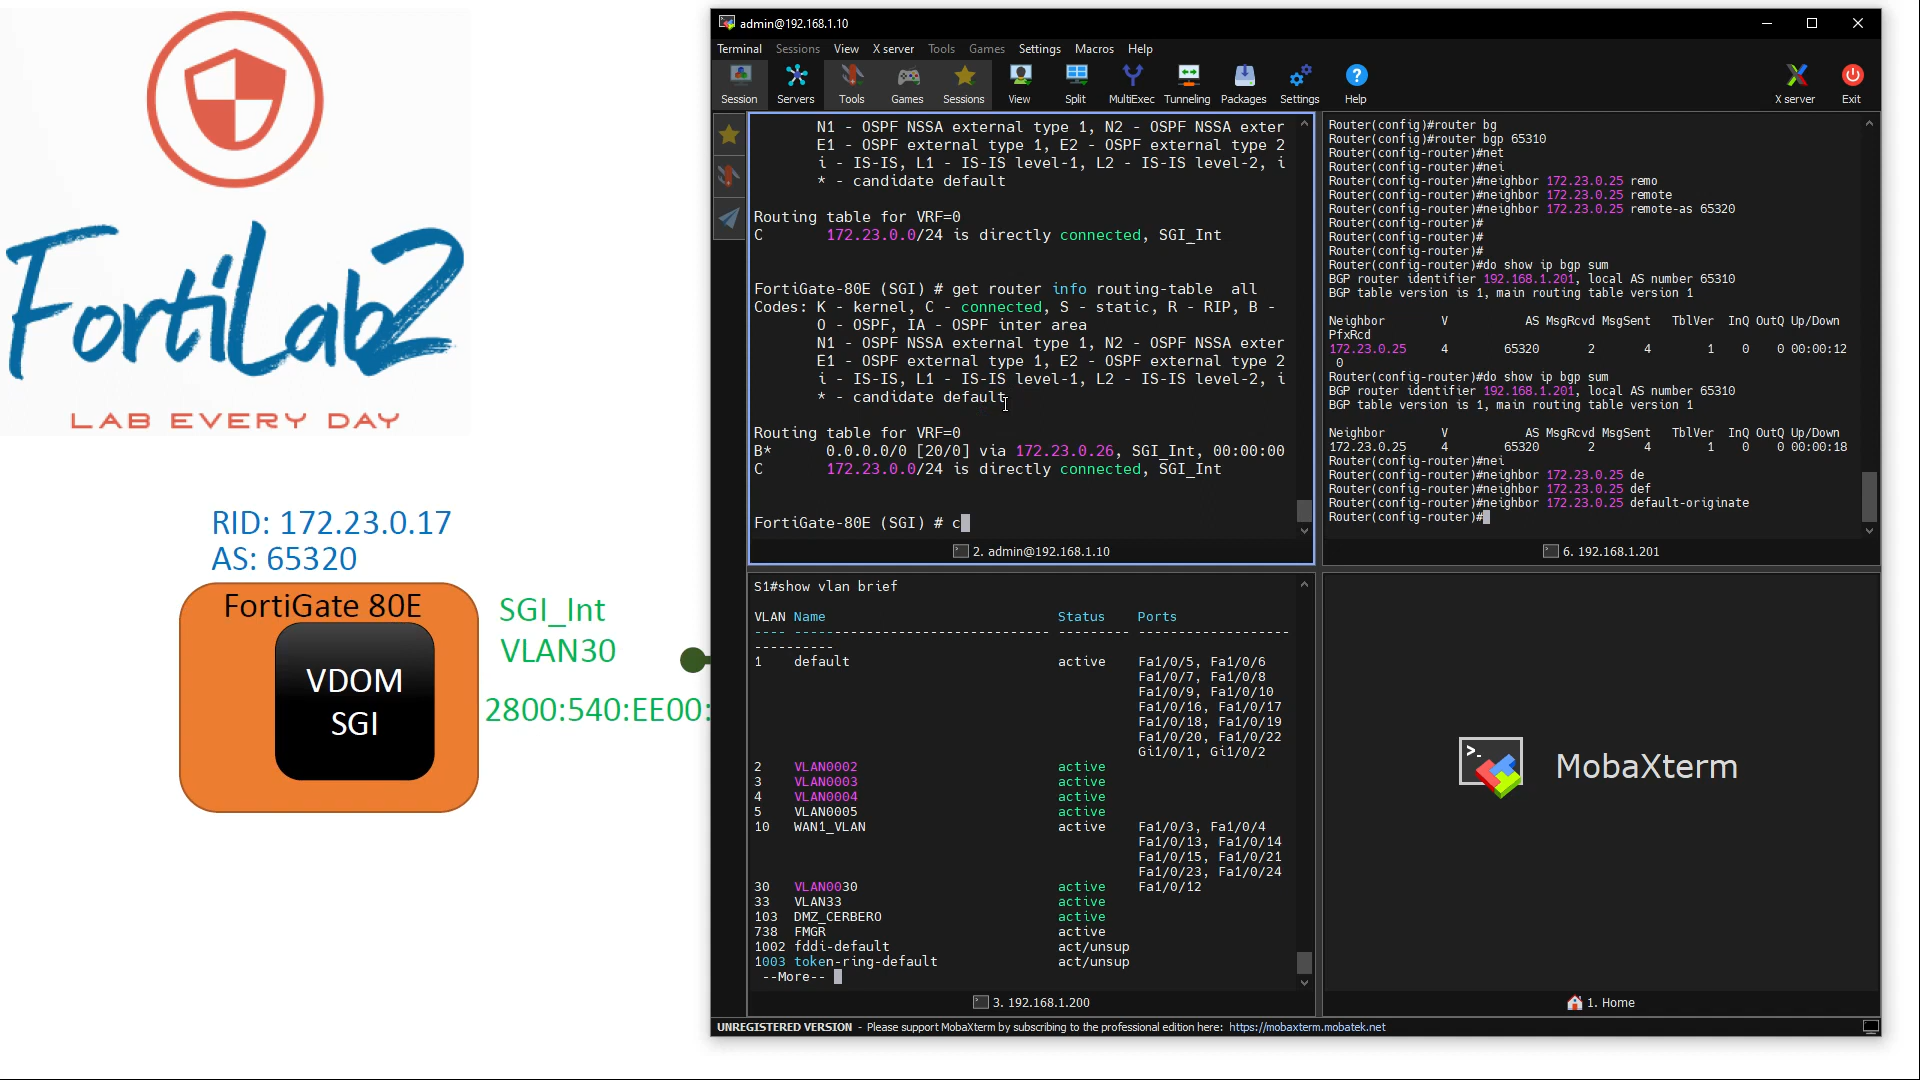 FortiLab2
LAB EVERY DAY
RID: 172.23.0.17
AS: 65320
FortiGate 80E
VDOM
SGI
SGI_Int
VLAN30
2800:540:EE00:
admin@192.168.1.10
Terminal Sessions View X server Tools Games Settings Macros Help
Session Servers Tools Games Sessions View Split MultiExec Tunneling Packages Settings Help X server Exit
N1 - OSPF NSSA external type 1, N2 - OSPF NSSA exter
E1 - OSPF external type 1, E2 - OSPF external type 2
i - IS-IS, L1 - IS-IS level-1, L2 - IS-IS level-2, i
* - candidate default
Routing table for VRF=0
C 172.23.0.0/24 is directly connected, SGI_Int
FortiGate-80E (SGI) # get router info routing-table  all
Codes: K - kernel, C - connected, S - static, R - RIP, B -
O - OSPF, IA - OSPF inter area
N1 - OSPF NSSA external type 1, N2 - OSPF NSSA exter
E1 - OSPF external type 1, E2 - OSPF external type 2
i - IS-IS, L1 - IS-IS level-1, L2 - IS-IS level-2, i
* - candidate default
Routing table for VRF=0
B* 0.0.0.0/0 [20/0] via 172.23.0.26, SGI_Int, 00:00:00
C 172.23.0.0/24 is directly connected, SGI_Int
FortiGate-80E (SGI) # c
2. admin@192.168.1.10
Router(config)#router bg
Router(config)#router bgp 65310
Router(config-router)#net
Router(config-router)#nei
Router(config-router)#neighbor 172.23.0.25 remo
Router(config-router)#neighbor 172.23.0.25 remote
Router(config-router)#neighbor 172.23.0.25 remote-as 65320
Router(config-router)#
Router(config-router)#
Router(config-router)#
Router(config-router)#do show ip bgp sum
BGP router identifier 192.168.1.201, local AS number 65310
BGP table version is 1, main routing table version 1
Neighbor V AS MsgRcvd MsgSent TblVer InQ OutQ Up/Down
PfxRcd
172.23.0.25 4 65320 2 4 1 0 0 00:00:12
0
Router(config-router)#do show ip bgp sum
BGP router identifier 192.168.1.201, local AS number 65310
BGP table version is 1, main routing table version 1
Neighbor V AS MsgRcvd MsgSent TblVer InQ OutQ Up/Down
172.23.0.25 4 65320 2 4 1 0 0 00:00:18
Router(config-router)#nei
Router(config-router)#neighbor 172.23.0.25 de
Router(config-router)#neighbor 172.23.0.25 def
Router(config-router)#neighbor 172.23.0.25 default-originate
Router(config-router)#
6. 192.168.1.201
S1#show vlan brief
VLAN Name Status Ports
---- -------------------------------- --------- -------------------
----------
1 default active Fa1/0/5, Fa1/0/6
Fa1/0/7, Fa1/0/8
Fa1/0/9, Fa1/0/10
Fa1/0/16, Fa1/0/17
Fa1/0/18, Fa1/0/19
Fa1/0/20, Fa1/0/22
Gi1/0/1, Gi1/0/2
2 VLAN0002 active
3 VLAN0003 active
4 VLAN0004 active
5 VLAN0005 active
10 WAN1_VLAN active Fa1/0/3, Fa1/0/4
Fa1/0/13, Fa1/0/14
Fa1/0/15, Fa1/0/21
Fa1/0/23, Fa1/0/24
30 VLAN0030 active Fa1/0/12
33 VLAN33 active
103 DMZ_CERBERO active
738 FMGR active
1002 fddi-default act/unsup
1003 token-ring-default act/unsup
--More--
3. 192.168.1.200
MobaXterm
1. Home
UNREGISTERED VERSION - Please support MobaXterm by subscribing to the professional edition here: https://mobaxterm.mobatek.net